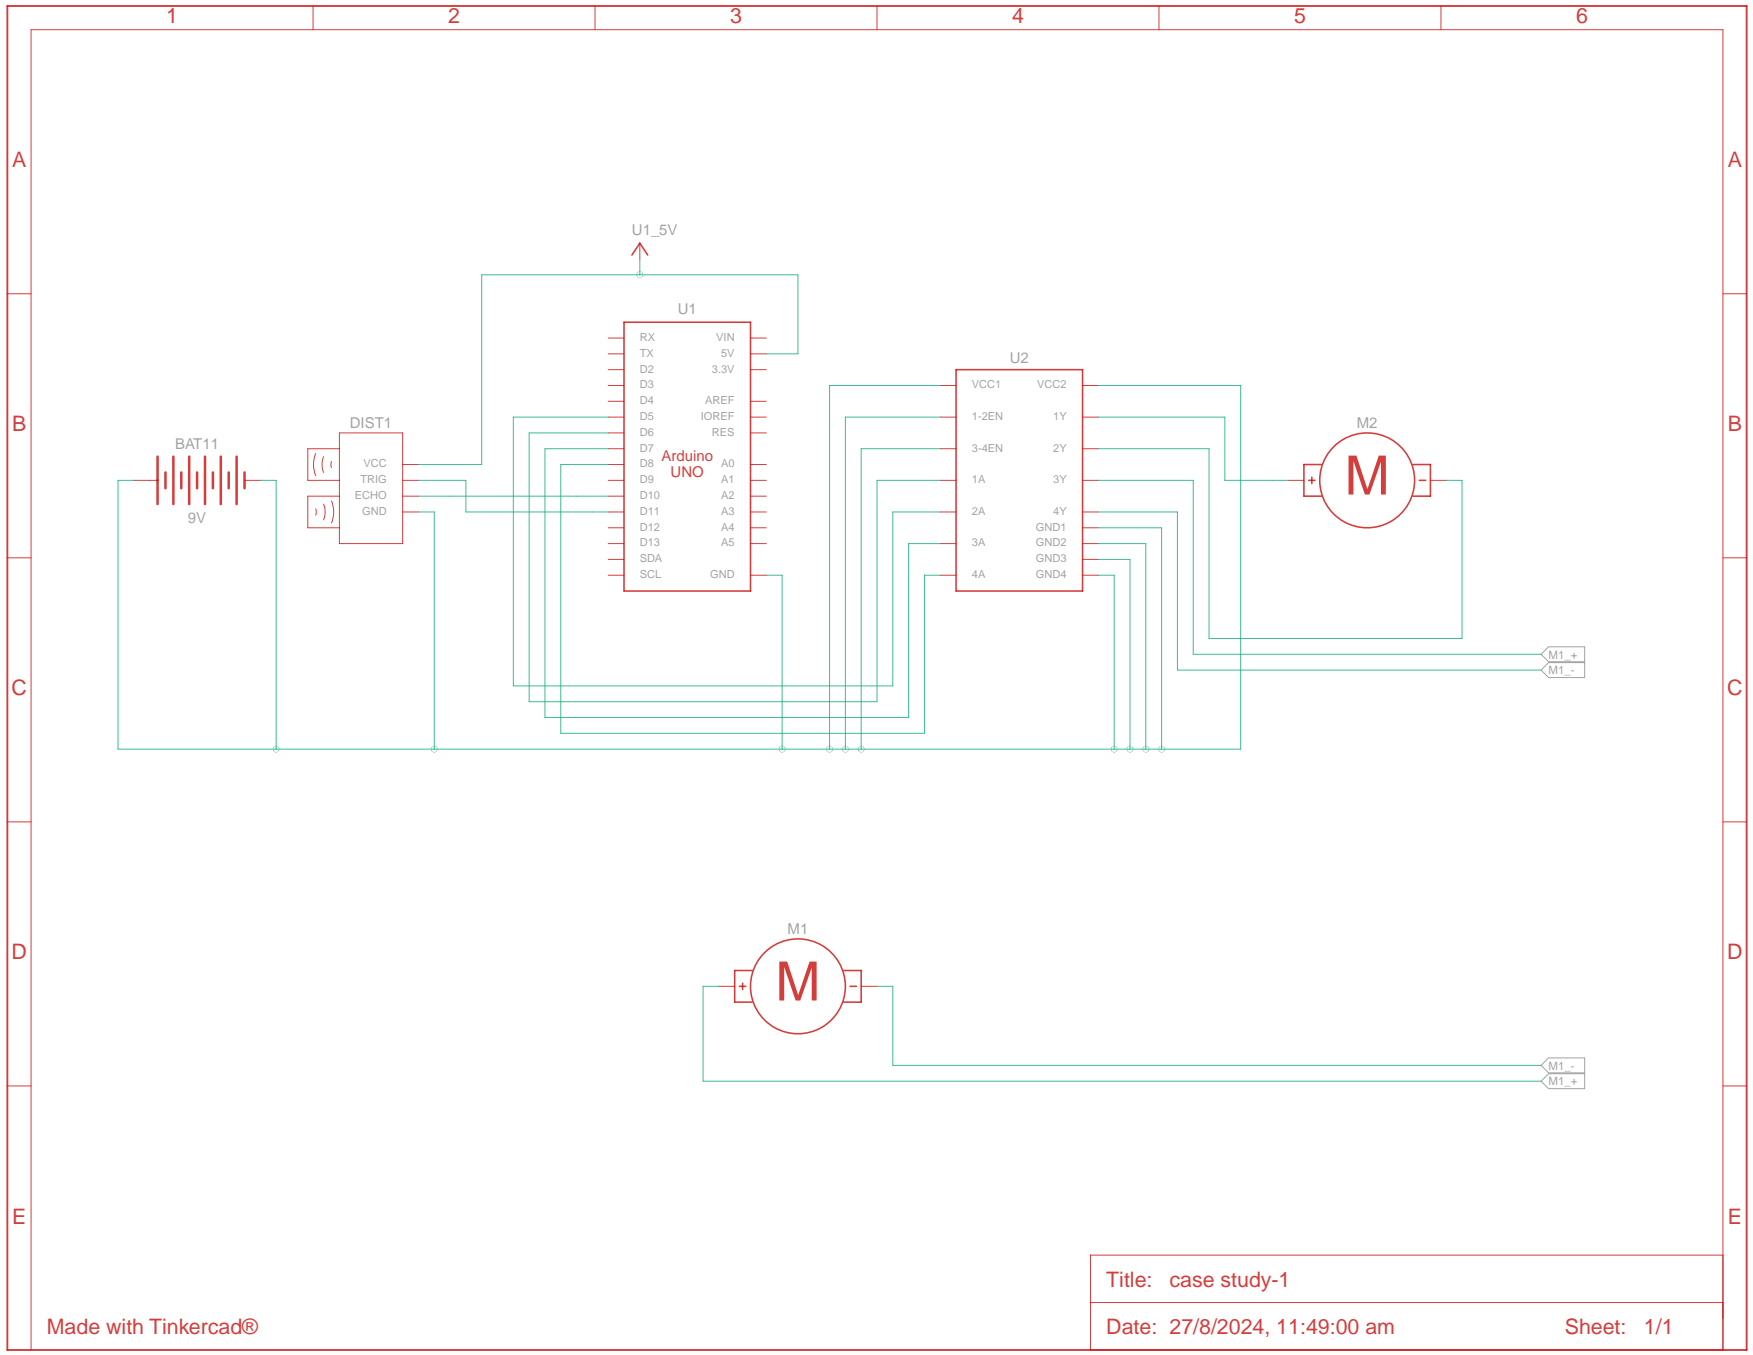 1 2 3 4 5 6
A A
U1_5V
U1
RX VIN
TX 5V
D2 3.3V
D3
D4 AREF
D5 IOREF
D6 RES
D7
D8 A0
D9 A1
D10 A2
D11 A3
D12 A4
D13 A5
SDA
SCL GND
Arduino
UNO
U2
VCC1 VCC2
1-2EN 1Y
3-4EN 2Y
1A 3Y
2A 4Y
GND1
3A GND2
GND3
4A GND4
B B
BAT11
9V
DIST1
VCC
TRIG
ECHO
GND
M2
+ M -
M1_+
M1_-
C C
M1
+ M -
D D
M1_-
M1_+
E E
Title: case study-1
Date: 27/8/2024, 11:49:00 am Sheet: 1/1
Made with Tinkercad®